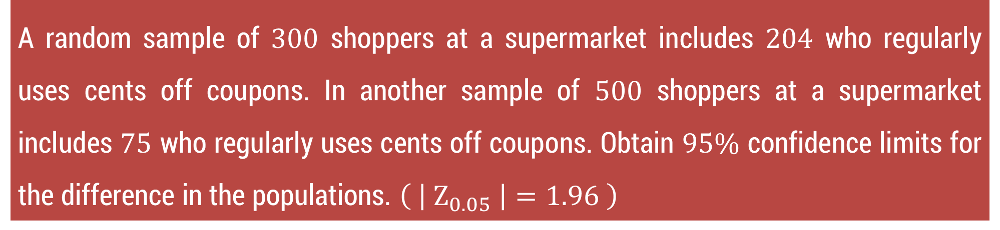 A random sample of 300 shoppers at a supermarket includes 204 who regularly
uses cents off coupons. In another sample of 500 shoppers at a supermarket
includes 75 who regularly uses cents off coupons. Obtain 95% confidence limits for
the difference in the populations. ( | Z₀.₀₅ | = 1.96 )